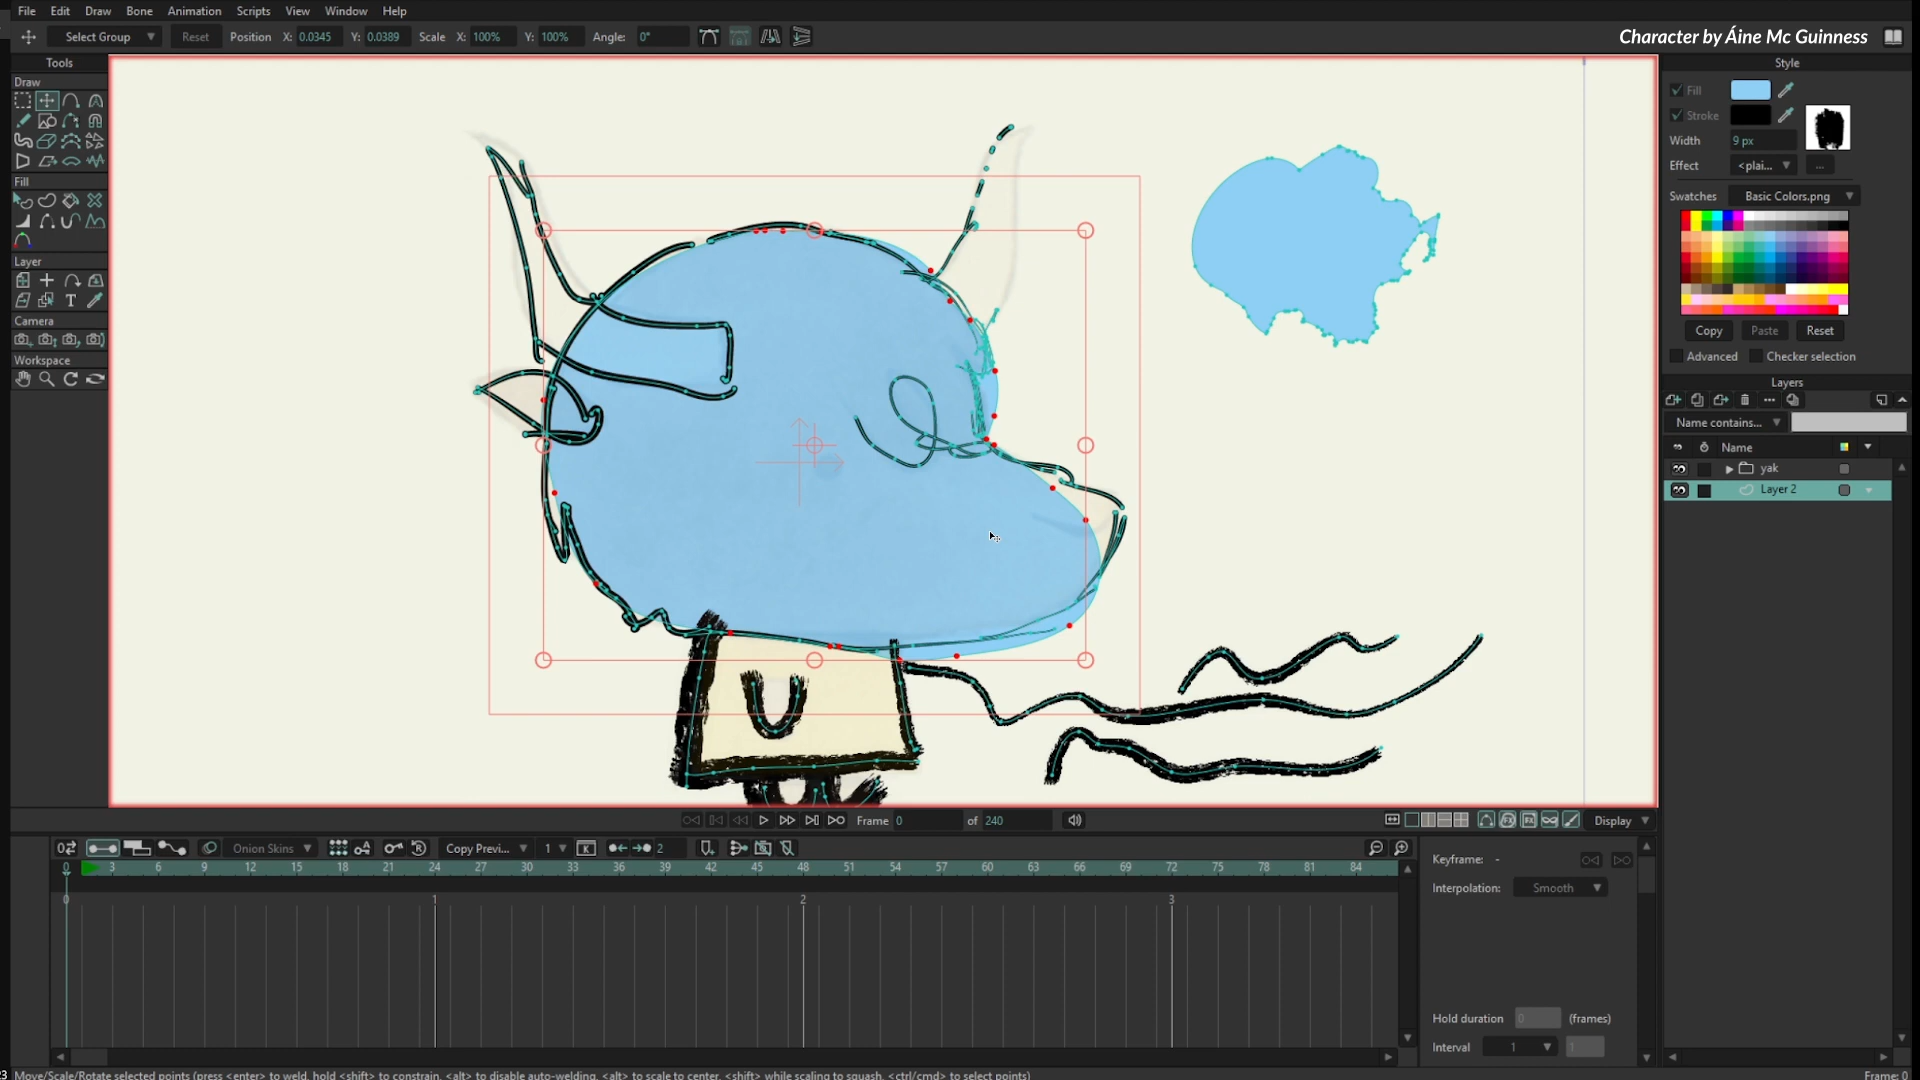 File Edit Draw Bone Animation Scripts View Window Help
Select Group Reset Position X: 0.0345 Y: 0.0389 Scale X: 100% Y: 100% Angle: 0°
Character by Áine Mc Guinness
Tools
Draw
Fill
Layer
Camera
Workspace
U
Style
Fill
Stroke
Width 9 px
Effect <plai... ...
Swatches Basic Colors.png
Copy Paste Reset
Advanced Checker selection
Layers
Name contains...
Name
yak
Layer 2
Frame 0 of 240
Display
Onion Skins Copy Previ... 1 K 2
0 3 6 9 12 15 18 21 24 27 30 33 36 39 42 45 48 51 54 57 60 63 66 69 72 75 78 81 84
0 1 2 3
Keyframe: -
Interpolation: Smooth
Hold duration 0 (frames)
Interval 1 1
23 Move/Scale/Rotate selected points (press <enter> to weld, hold <shift> to constrain, <alt> to disable auto-welding, <alt> to scale to center, <shift> while scaling to squash, <ctrl/cmd> to select points)
Frame: 0